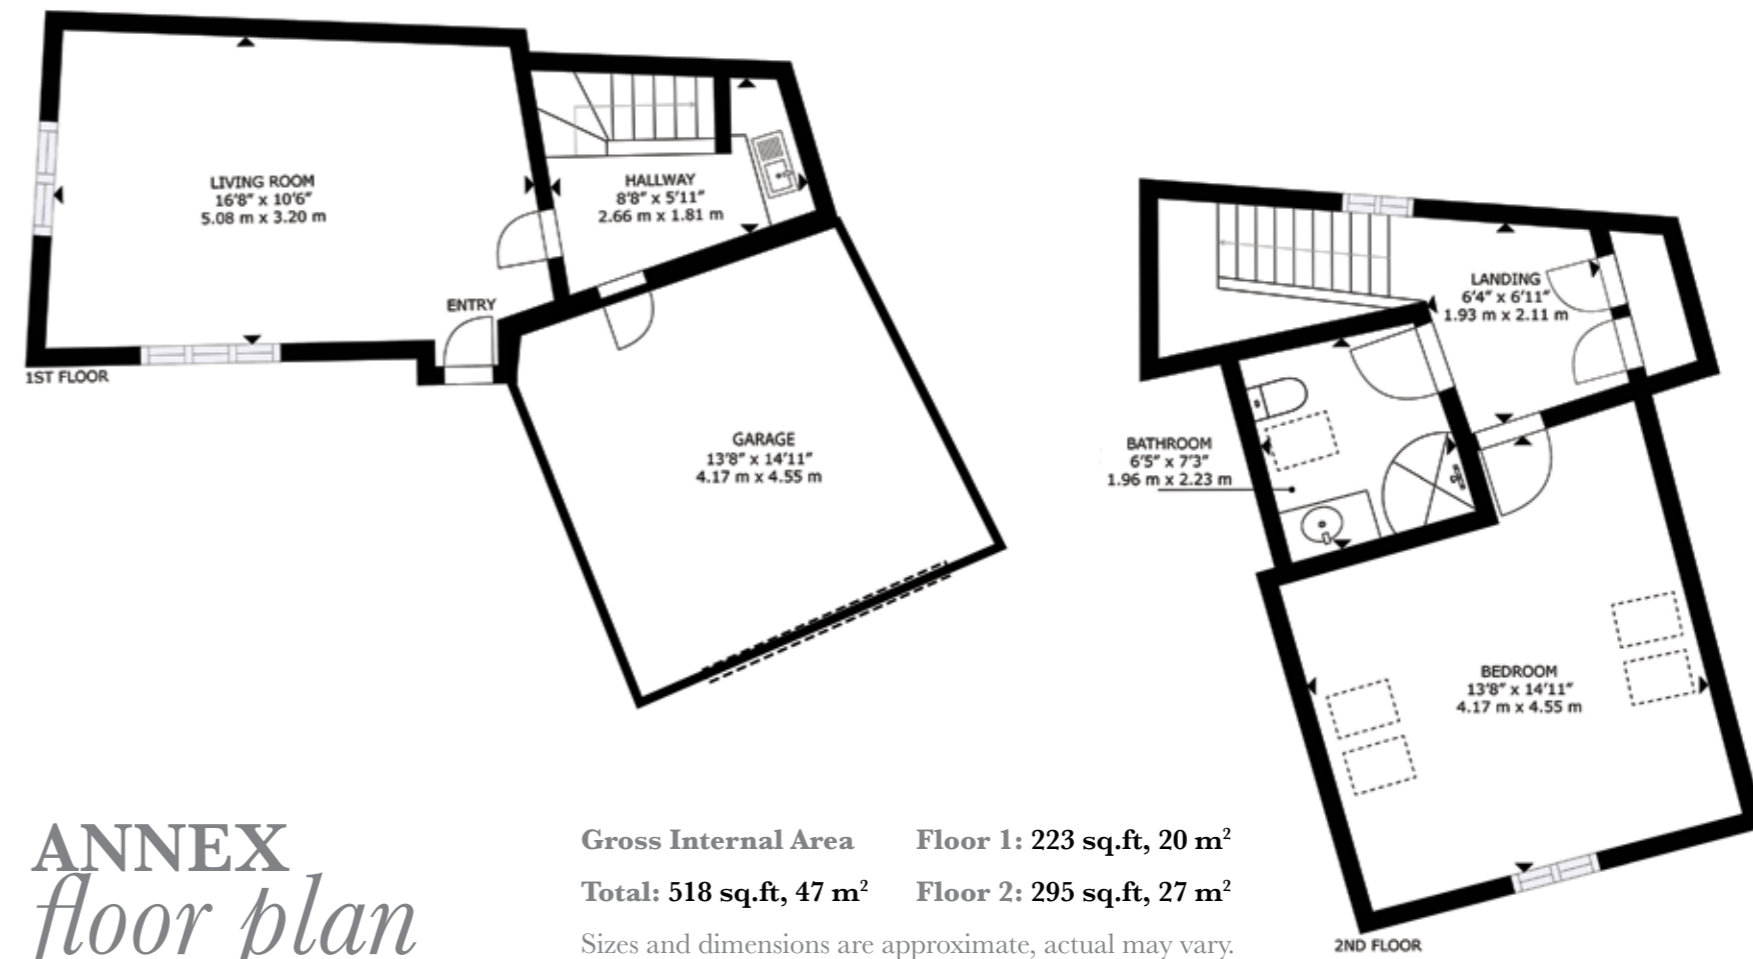 LIVING ROOM
16'8" x 10'6"
5.08 m x 3.20 m
HALLWAY
8'8" x 5'11"
2.66 m x 1.81 m
ENTRY
1ST FLOOR
GARAGE
13'8" x 14'11"
4.17 m x 4.55 m
LANDING
6'4" x 6'11"
1.93 m x 2.11 m
BATHROOM
6'5" x 7'3"
1.96 m x 2.23 m
BEDROOM
13'8" x 14'11"
4.17 m x 4.55 m
2ND FLOOR
ANNEX
floor plan
Gross Internal Area Floor 1: 223 sq.ft, 20 m²
Total: 518 sq.ft, 47 m² Floor 2: 295 sq.ft, 27 m²
Sizes and dimensions are approximate, actual may vary.